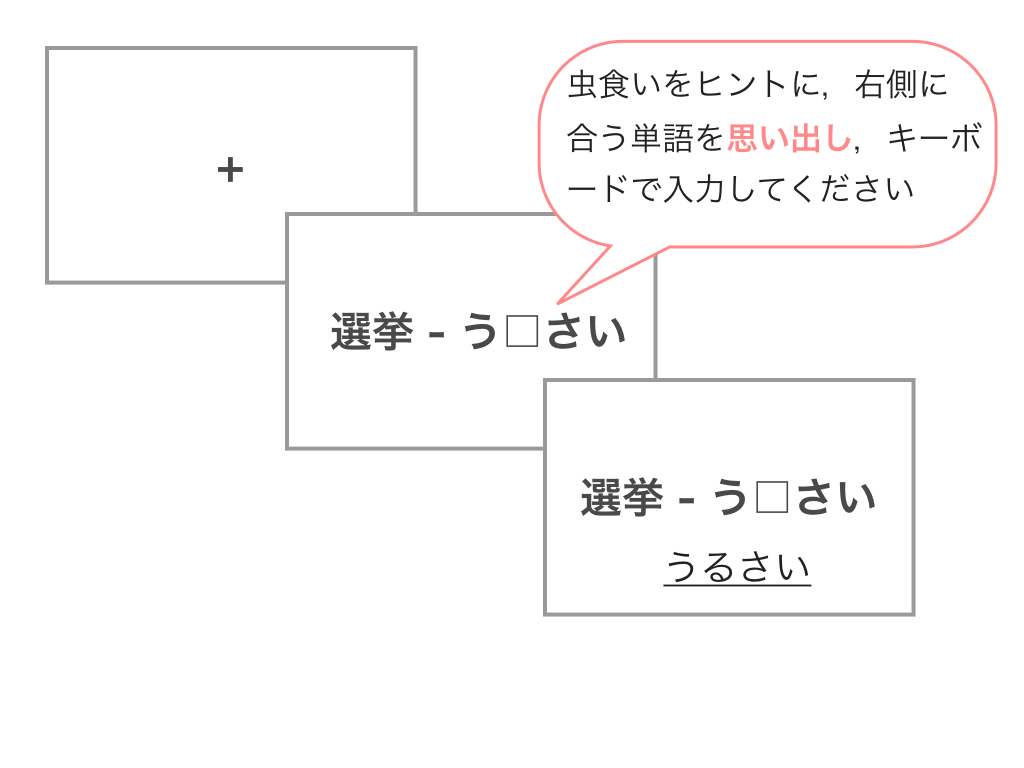 +
虫食いをヒントに，右側に
合う単語を思い出し，キーボ
ードで入力してください
選挙 - う□さい
選挙 - う□さい
うるさい